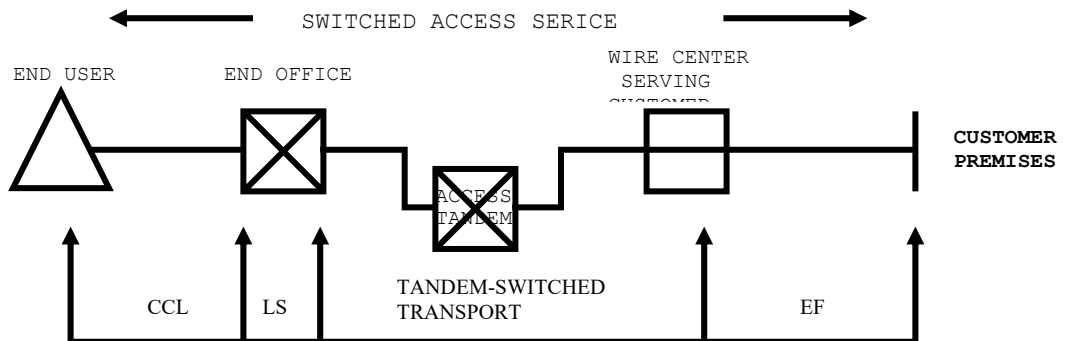 SWITCHED ACCESS SERICE
WIRE CENTER
SERVING
CUSTOMER
END USER
END OFFICE
CUSTOMER
PREMISES
ACCESS
TANDEM
TANDEM-SWITCHED
TRANSPORT
CCL
LS
EF